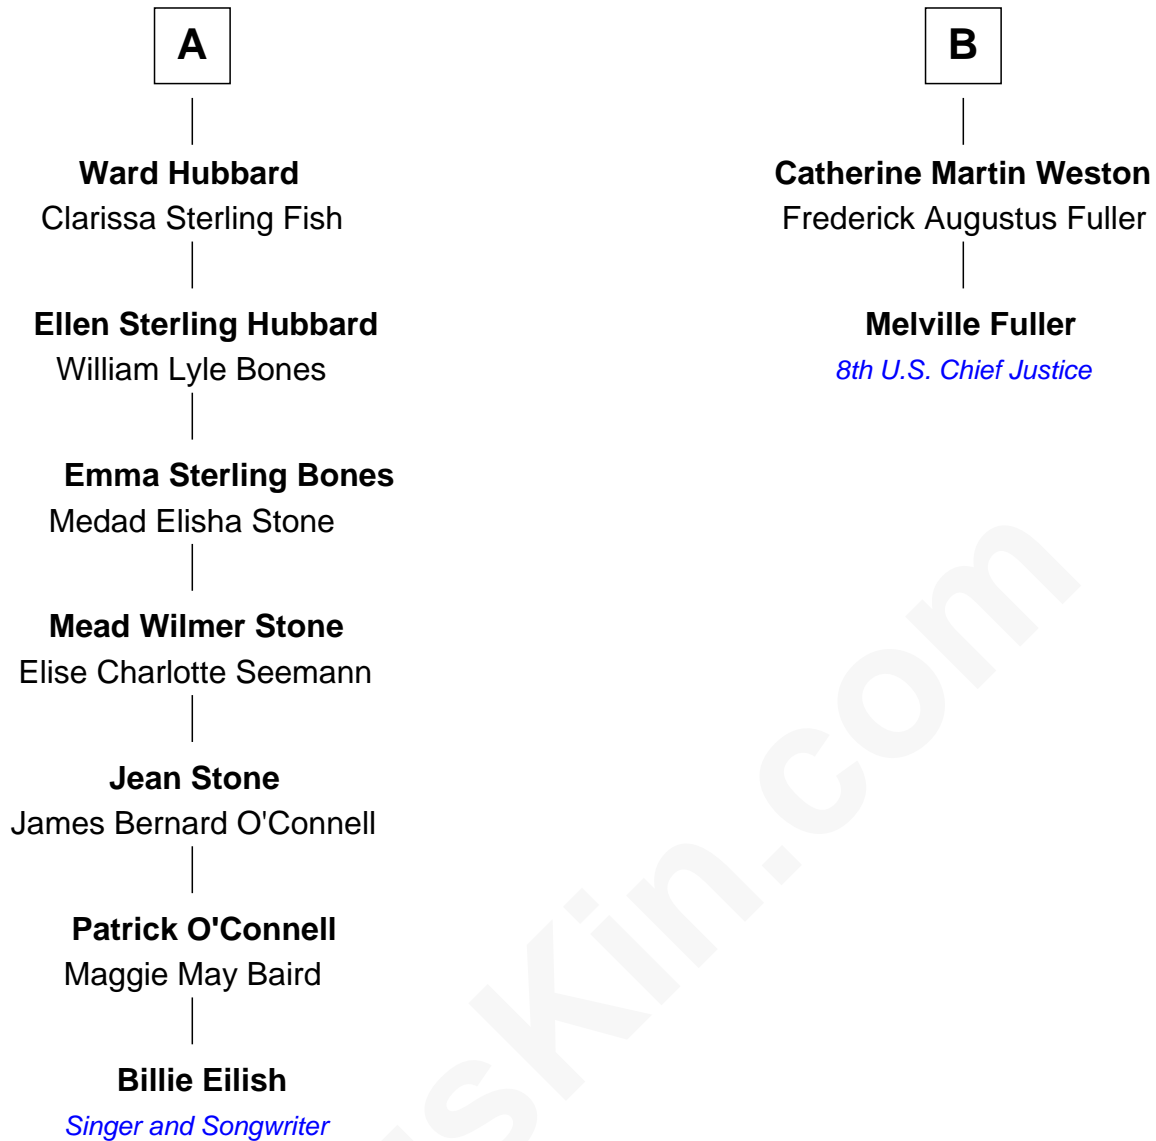 A
Ward Hubbard
Clarissa Sterling Fish
Ellen Sterling Hubbard
William Lyle Bones
Emma Sterling Bones
Medad Elisha Stone
Mead Wilmer Stone
Elise Charlotte Seemann
Jean Stone
James Bernard O'Connell
Patrick O'Connell
Maggie May Baird
Billie Eilish
Singer and Songwriter
B
Catherine Martin Weston
Frederick Augustus Fuller
Melville Fuller
8th U.S. Chief Justice
usKin.com